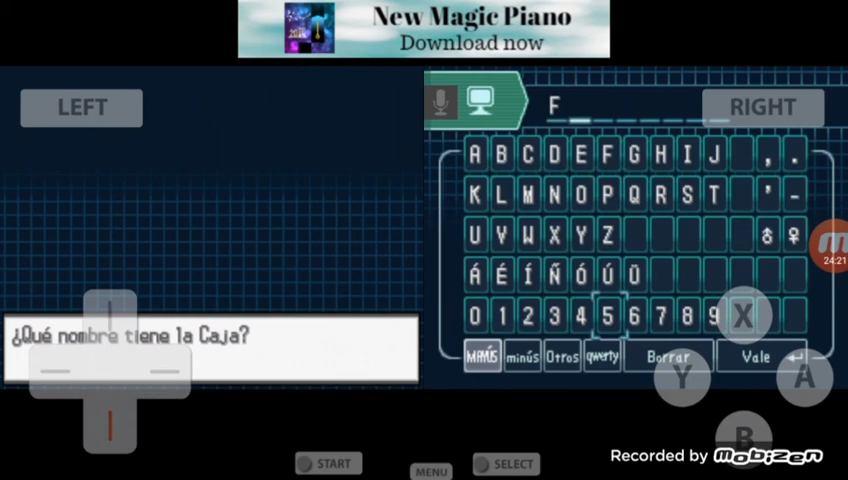 New Magic Piano
Download now
LEFT
F
RIGHT
A B C D E F G H I J , .
K L M N O P Q R S T ' -
U V W X Y Z ♂ ♀
Á É Í Ñ Ó Ú Ü
0 1 2 3 4 5 6 7 8 9
MAYÚS minús Otros qwerty Borrar Vale
¿Qué nombre tiene la Caja?
24:21
X
Y
A
B
START
MENU
SELECT
Recorded by MOBIZEN